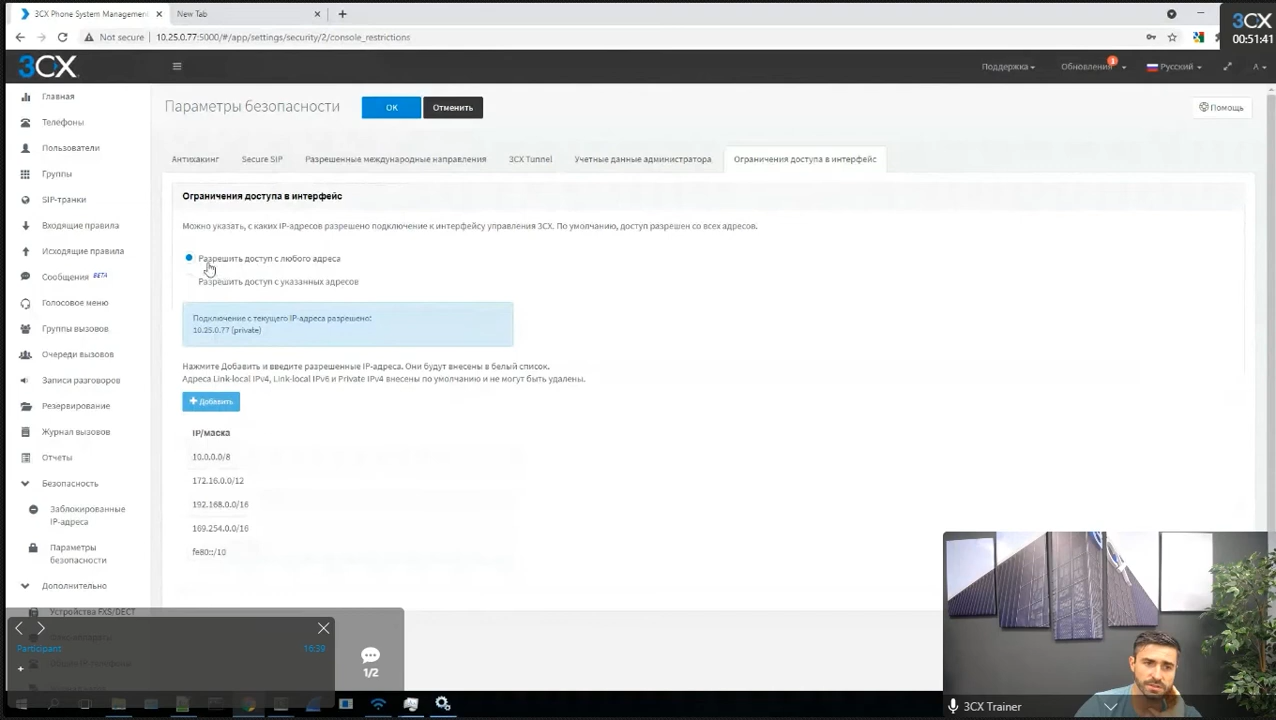 3CX Phone System Management
New Tab
3CX
00:51:41
Not secure
10.25.0.77:5000/#/app/settings/security/2/console_restrictions
3CX
Поддержка
Обновления
1
Русский
A
Главная
Телефоны
Пользователи
Группы
SIP-транки
Входящие правила
Исходящие правила
Сообщения BETA
Голосовое меню
Группы вызовов
Очереди вызовов
Записи разговоров
Резервирование
Журнал вызовов
Отчеты
Безопасность
Заблокированные
IP-адреса
Параметры
безопасности
Дополнительно
Устройства FXS/DECT
Параметры безопасности
OK
Отменить
Помощь
Антихакинг
Secure SIP
Разрешенные международные направления
3CX Tunnel
Учетные данные администратора
Ограничения доступа в интерфейс
Ограничения доступа в интерфейс
Можно указать, с каких IP-адресов разрешено подключение к интерфейсу управления 3CX. По умолчанию, доступ разрешен со всех адресов.
Разрешить доступ с любого адреса
Разрешить доступ с указанных адресов
Подключение с текущего IP-адреса разрешено:
10.25.0.77 (private)
Нажмите Добавить и введите разрешенные IP-адреса. Они будут внесены в белый список.
Адреса Link-local IPv4, Link-local IPv6 и Private IPv4 внесены по умолчанию и не могут быть удалены.
+ Добавить
IP/маска
10.0.0.0/8
172.16.0.0/12
192.168.0.0/16
169.254.0.0/16
fe80::/10
Participant
16:39
+
1/2
3CX Trainer